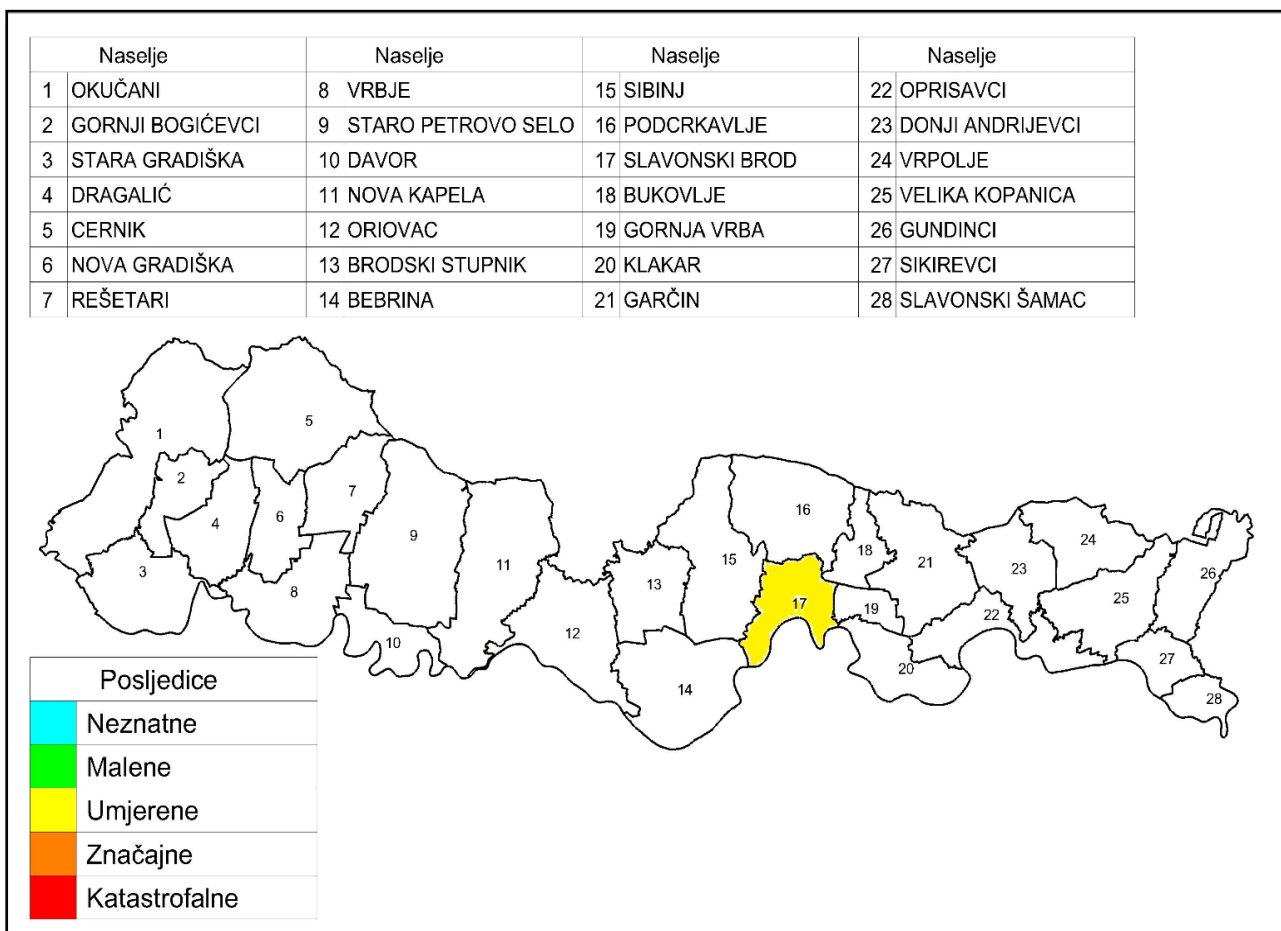 Naselje Naselje Naselje Naselje
1 OKUČANI 8 VRBJE 15 SIBINJ 22 OPRISAVCI
2 GORNJI BOGIĆEVCI 9 STARO PETROVO SELO 16 PODCRKAVLJE 23 DONJI ANDRIJEVCI
3 STARA GRADIŠKA 10 DAVOR 17 SLAVONSKI BROD 24 VRPOLJE
4 DRAGALIĆ 11 NOVA KAPELA 18 BUKOVLJE 25 VELIKA KOPANICA
5 CERNIK 12 ORIOVAC 19 GORNJA VRBA 26 GUNDINCI
6 NOVA GRADIŠKA 13 BRODSKI STUPNIK 20 KLAKAR 27 SIKIREVCI
7 REŠETARI 14 BEBRINA 21 GARČIN 28 SLAVONSKI ŠAMAC
5
1
2
7
6
4
9
16
24
18
15
21
11
3
23
26
13
8
25
17
19
22
12
10
27
20
14
28
Posljedice
Neznatne
Malene
Umjerene
Značajne
Katastrofalne